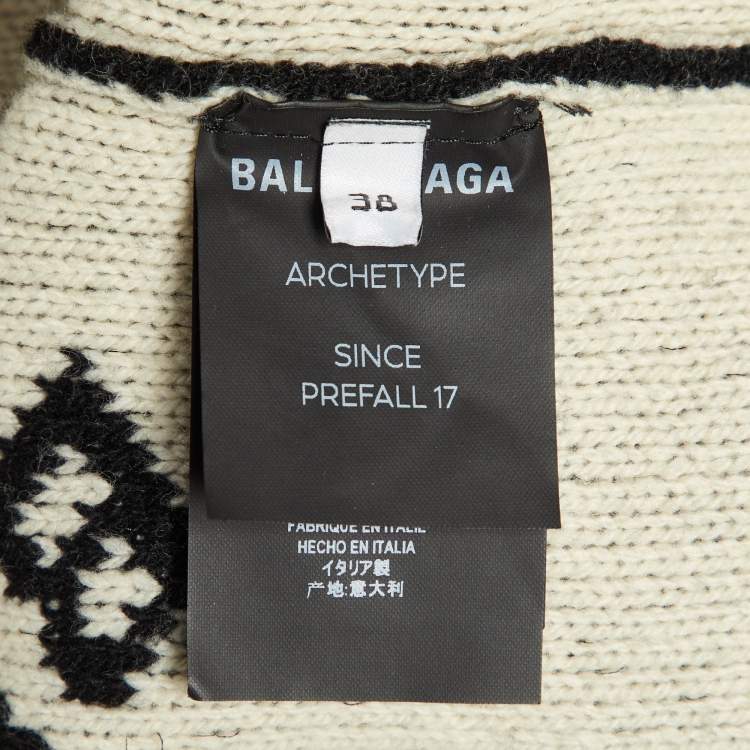 BAL AGA
38
ARCHETYPE
SINCE
PREFALL 17
FABRIQUE EN ITALIE
HECHO EN ITALIA
イタリア製
产地:意大利